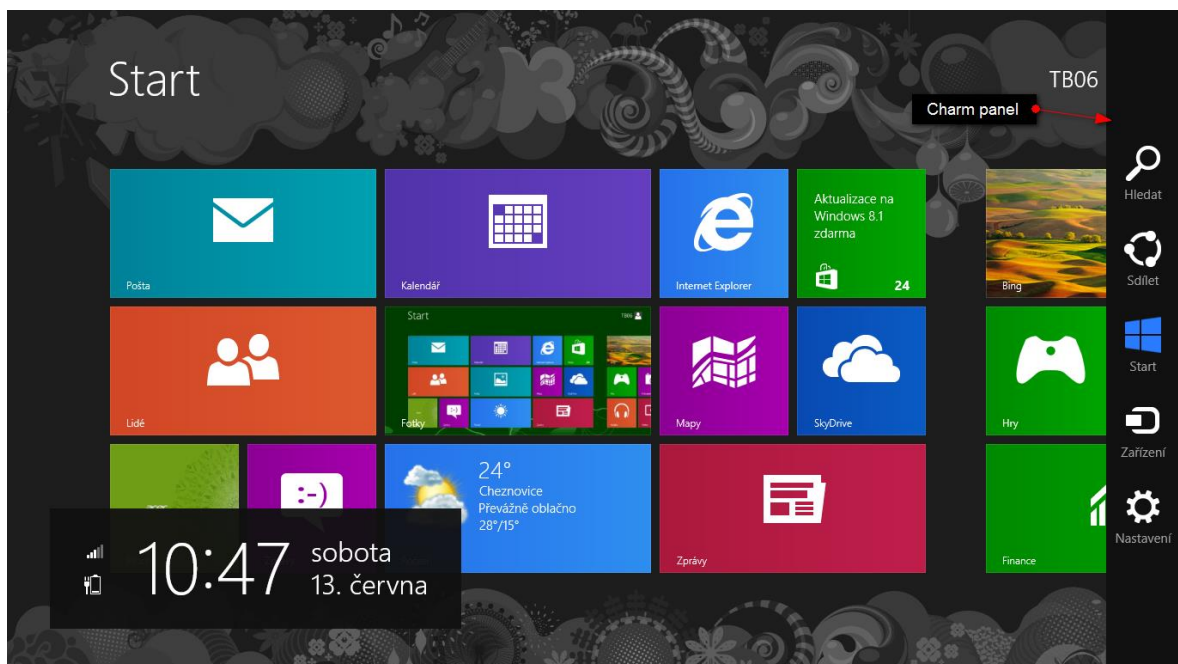 Start
TB06
Charm panel
Hledat
Sdílet
Start
Zařízení
Nastavení
Pošta
Kalendář
Internet Explorer
Aktualizace na
Windows 8.1
zdarma
24
Bing
Lidé
Start
TB06
Fotky
Mapy
SkyDrive
Hry
:-)
24°
Cheznovice
Převážně oblačno
28°/15°
Zprávy
Finance
10:47
sobota
13. června